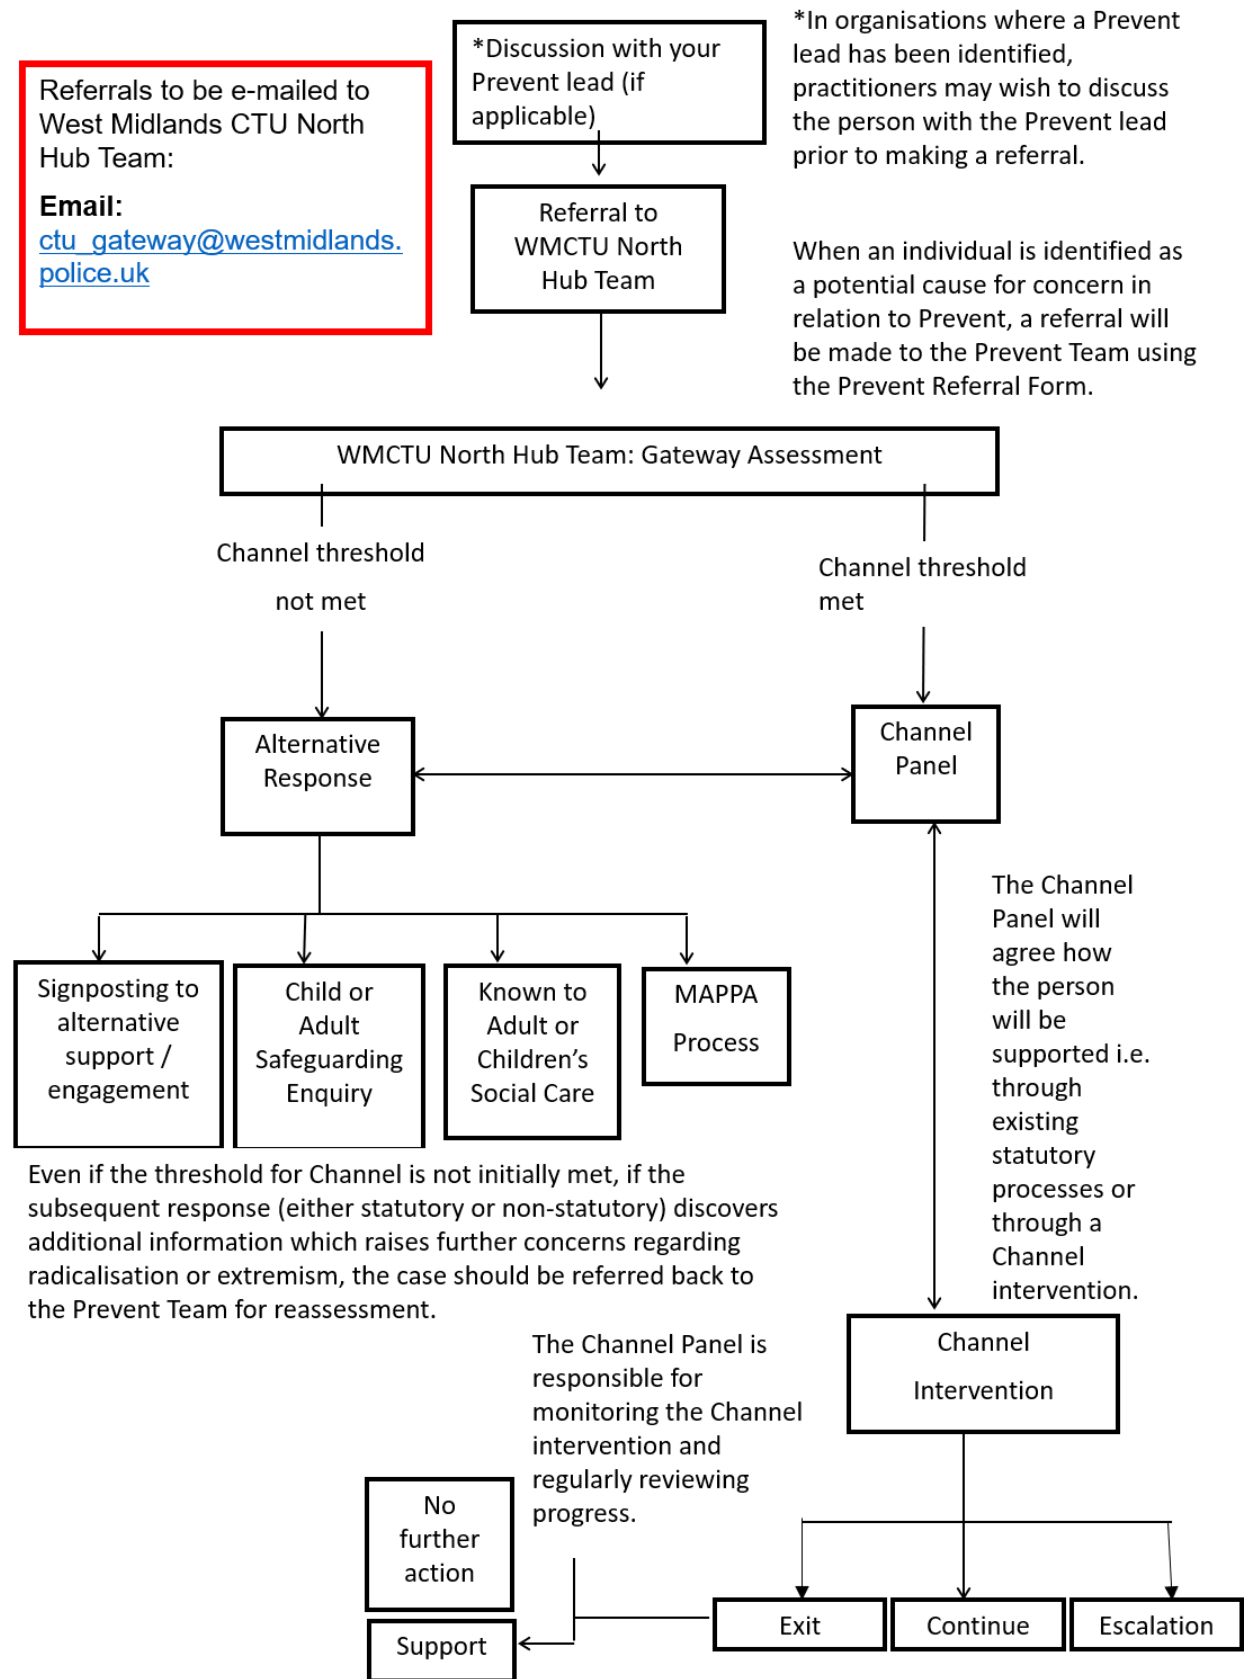 Referrals to be e-mailed to
West Midlands CTU North
Hub Team:
Email:
ctu_gateway@westmidlands.
police.uk
*Discussion with your
Prevent lead (if
applicable)
*In organisations where a Prevent
lead has been identified,
practitioners may wish to discuss
the person with the Prevent lead
prior to making a referral.
Referral to
WMCTU North
Hub Team
When an individual is identified as
a potential cause for concern in
relation to Prevent, a referral will
be made to the Prevent Team using
the Prevent Referral Form.
WMCTU North Hub Team: Gateway Assessment
Channel threshold
not met
Channel threshold
met
Alternative
Response
Channel
Panel
Signposting to
alternative
support /
engagement
Child or
Adult
Safeguarding
Enquiry
Known to
Adult or
Children's
Social Care
MAPPA
Process
The Channel
Panel will
agree how
the person
will be
supported i.e.
through
existing
statutory
processes or
through a
Channel
intervention.
Even if the threshold for Channel is not initially met, if the
subsequent response (either statutory or non-statutory) discovers
additional information which raises further concerns regarding
radicalisation or extremism, the case should be referred back to
the Prevent Team for reassessment.
Channel
Intervention
The Channel Panel is
responsible for
monitoring the Channel
intervention and
regularly reviewing
progress.
No
further
action
Support
Exit
Continue
Escalation